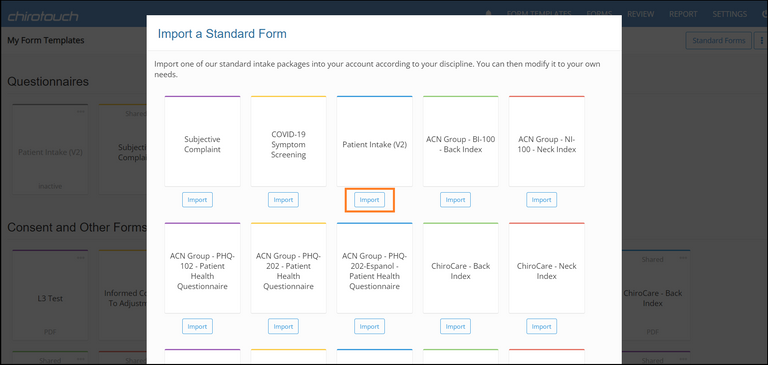 chirotouch
FORM TEMPLATES FORMS REVIEW REPORT SETTINGS
My Form Templates
Standard Forms
Import a Standard Form
Import one of our standard intake packages into your account according to your discipline. You can then modify it to your own
needs.
Questionnaires
Shared
Patient Intake (V2)
Subjective
Complaint
Inactive
Subjective
Complaint
COVID-19
Symptom
Screening
Patient Intake (V2)
ACN Group - BI-100
- Back Index
ACN Group - NI-
100 - Neck Index
Import Import Import Import Import
Consent and Other Forms
L3 Test
PDF
Informed Co
To Adjustm
Shared
ChiroCare - Back
Index
PDF
ACN Group - PHQ-
102 - Patient
Health
Questionnaire
ACN Group -
PHQ-
202 - Patient
Health
Questionnaire
ACN Group - PHQ-
202-Espanol -
Patient Health
Questionnaire
ChiroCare - Back
Index
ChiroCare - Neck
Index
Import Import Import Import Import
Shared Shared Shared